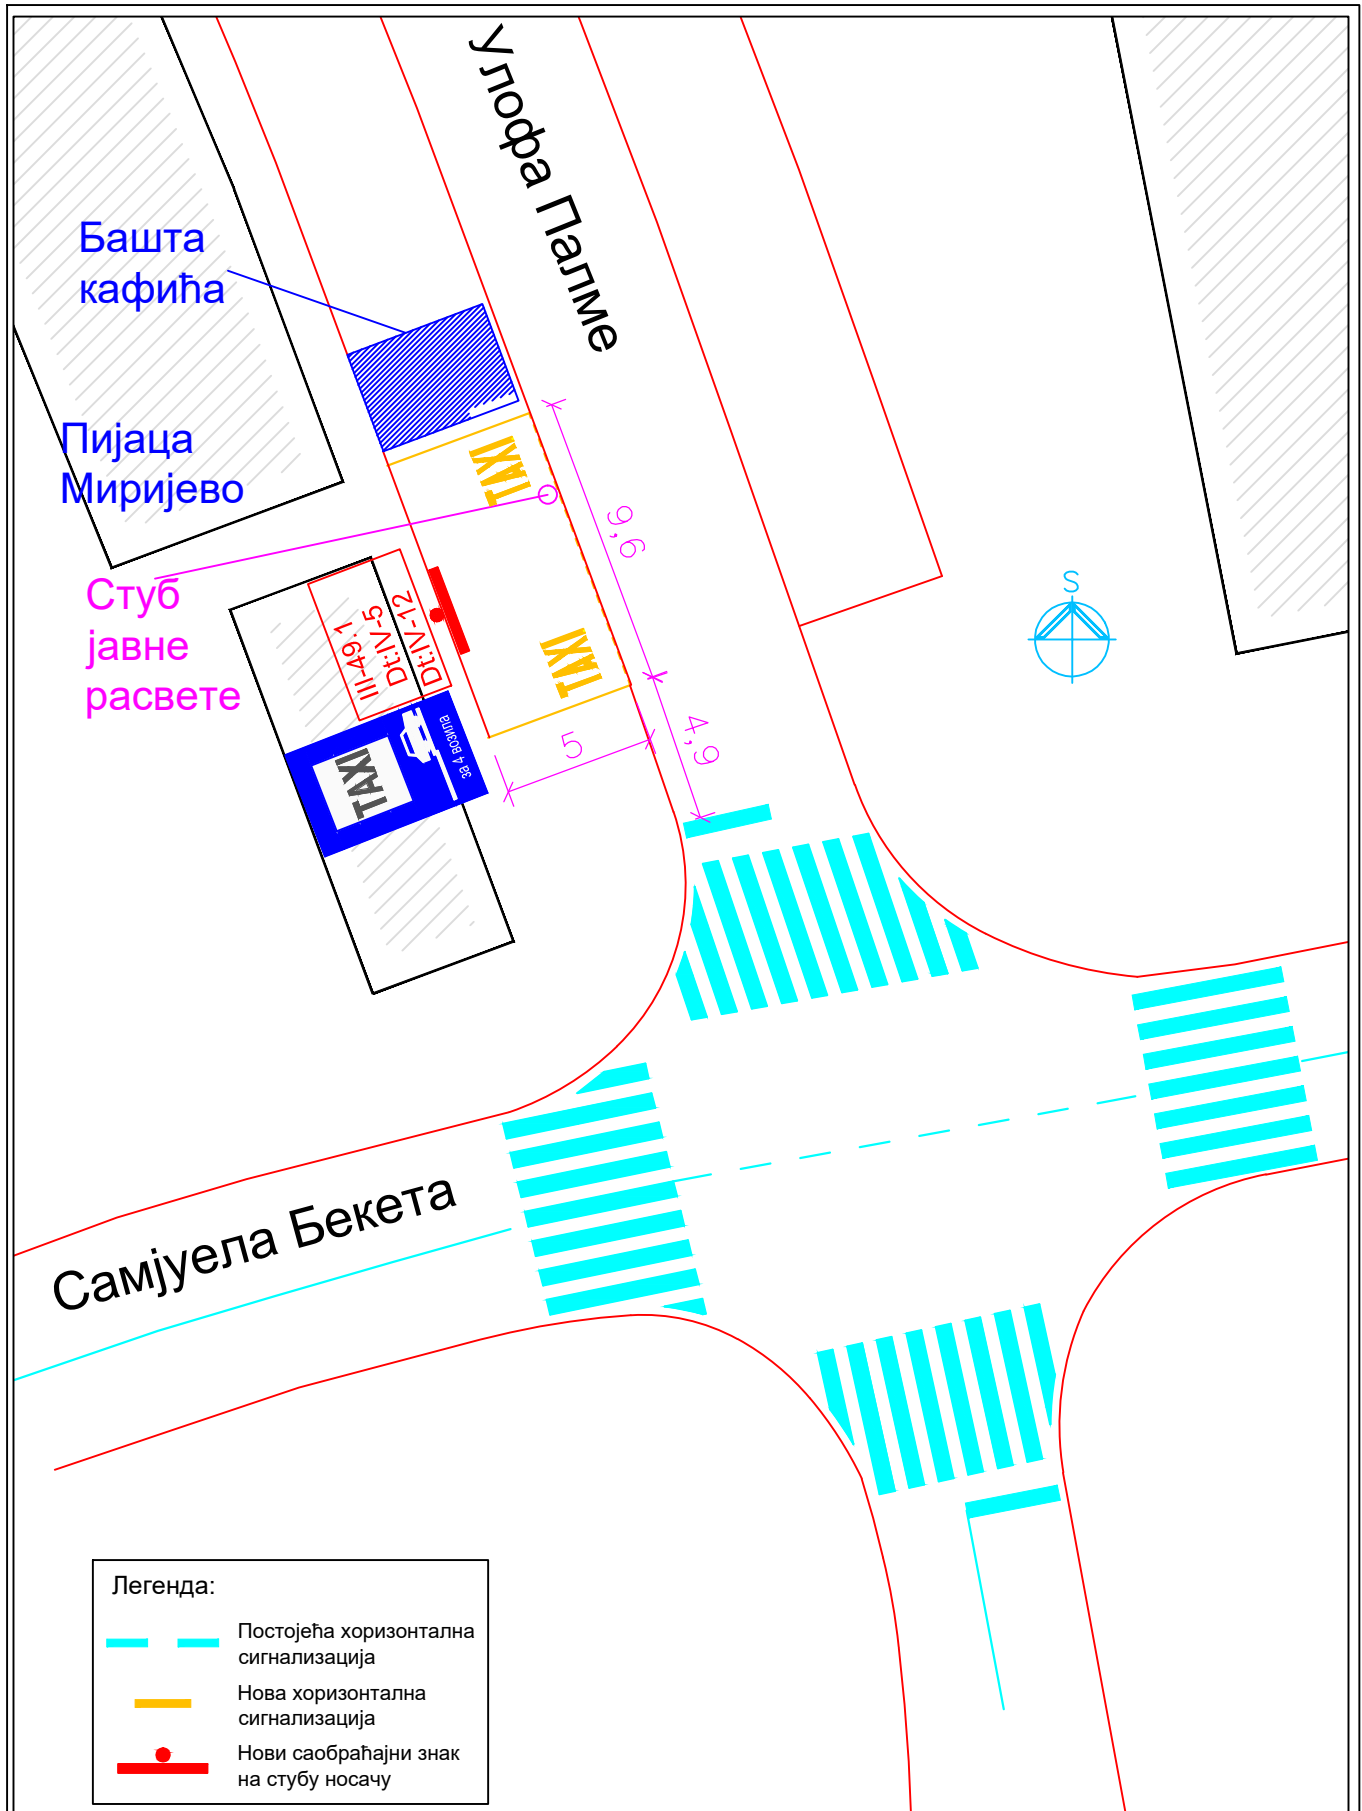 Улофа Палме
Башта
кафића
Пијаца
Миријево
TAXI
9,6
Стуб
јавне
расвете
III-49.1
Dt:IV-5
Dt:IV-12
TAXI
S
TAXI
за 4 возила
5
4,9
Самјуела Бекета
Легенда:
Постојећа хоризонтална
сигнализација
Нова хоризонтална
сигнализација
Нови саобраћајни знак
на стубу носачу